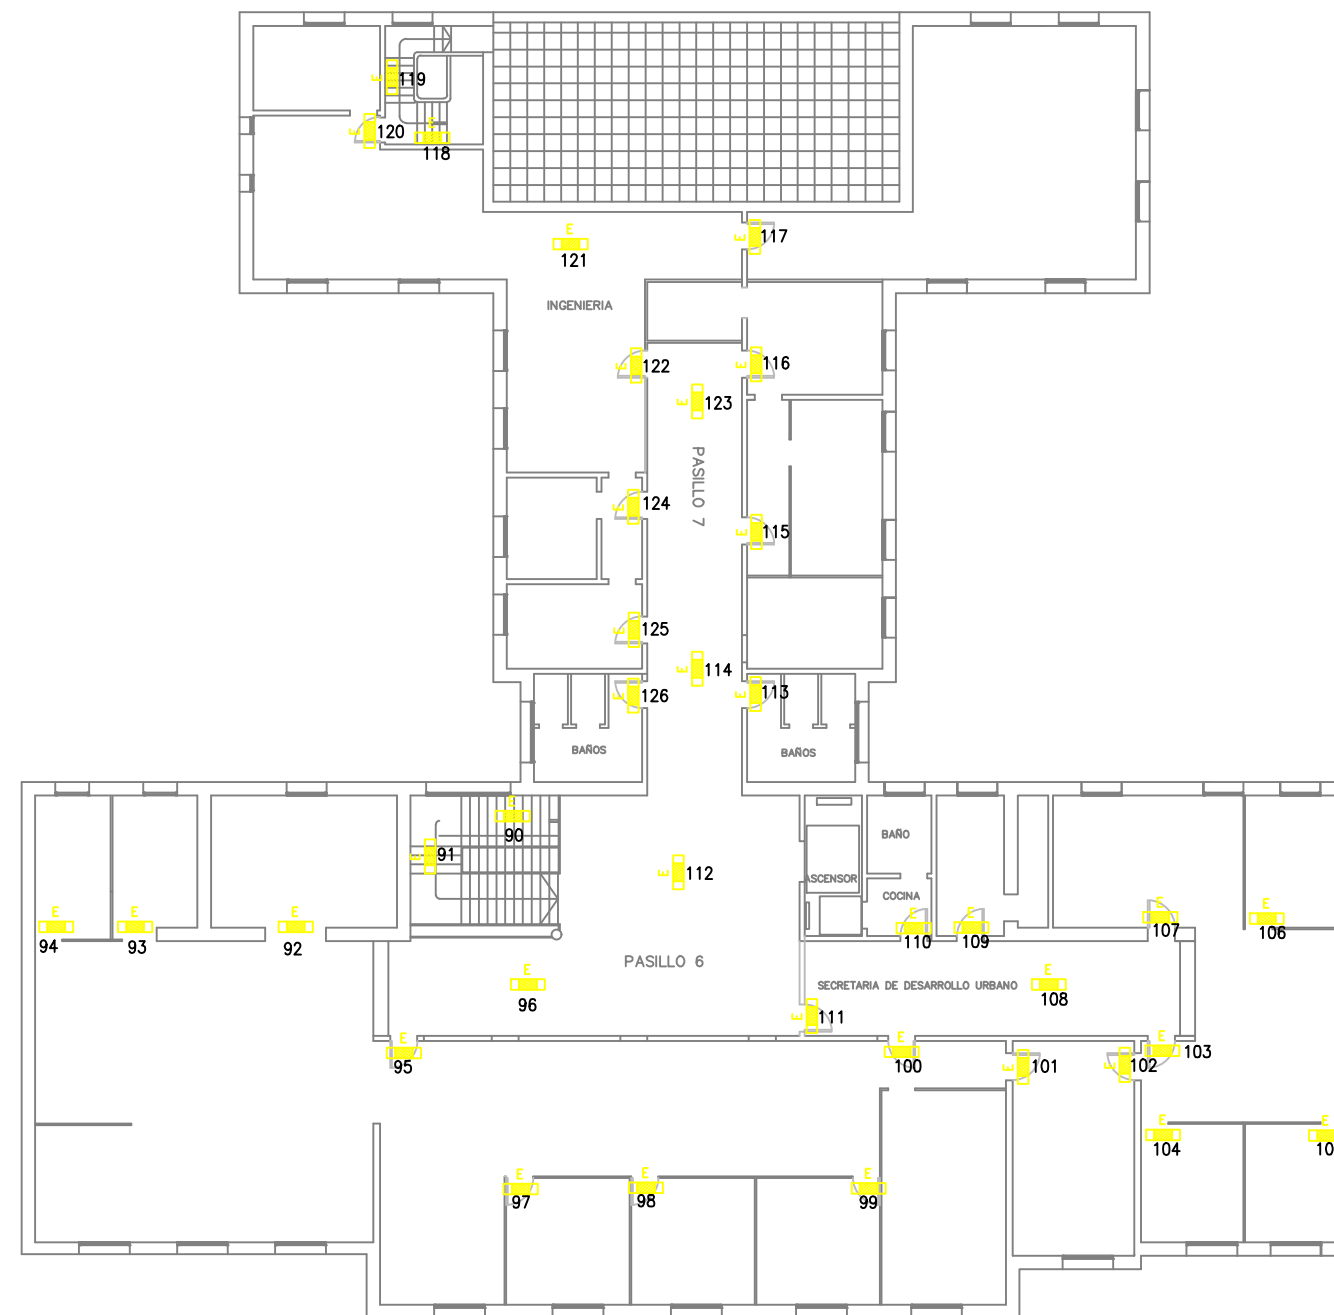 E 119
E 120
E
118
E 117
E
121
INGENIERIA
E 122
E 116
E 123
PASILLO 7
E 124
E 115
E 125
E 114
E 126
E 113
BAÑOS
BAÑOS
E
90
E 91
BAÑO
E 112
ASCENSOR
COCINA
E
94
E
93
E
92
E
110
E
109
E
107
E
106
PASILLO 6
E
96
SECRETARIA DE DESARROLLO URBANO
E
108
E 111
E
95
E
100
E 101
E 102
E
103
E
104
E
10
E
97
E
98
E
99